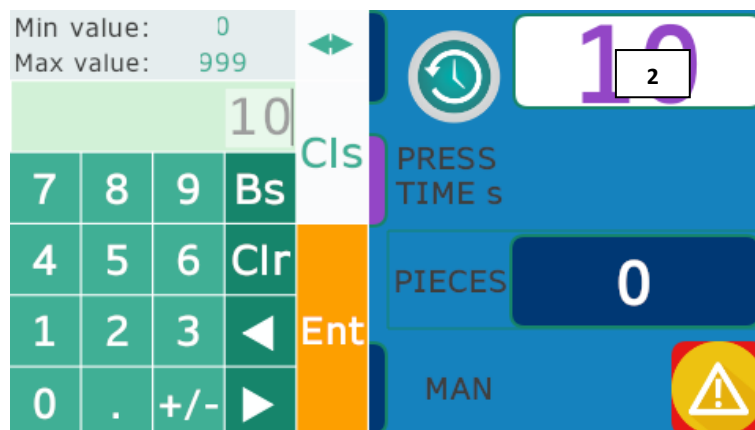 Min value: 0
Max value: 999
10
Cls
7 8 9 Bs
4 5 6 Clr
1 2 3 Ent
0 . +/-
10
2
PRESS
TIME s
PIECES 0
MAN